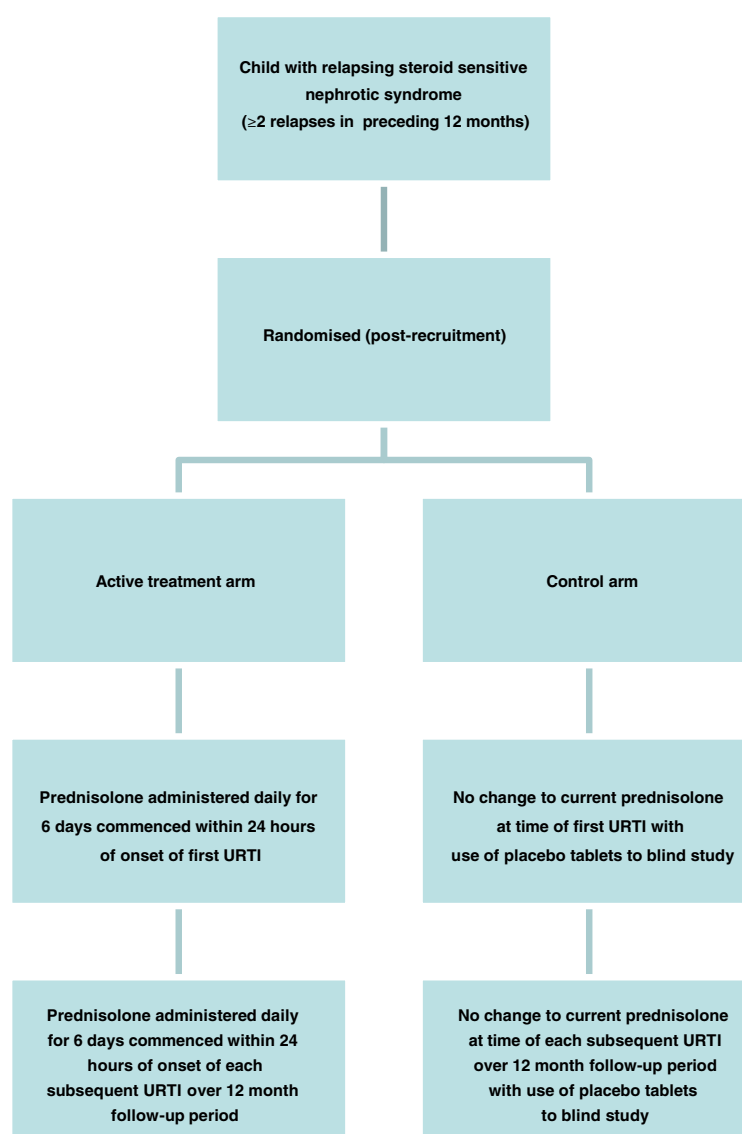 Child with relapsing steroid sensitive
nephrotic syndrome
(≥2 relapses in preceding 12 months)
Randomised (post-recruitment)
Active treatment arm
Control arm
Prednisolone administered daily for
6 days commenced within 24 hours
of onset of first URTI
No change to current prednisolone
at time of first URTI with
use of placebo tablets to blind study
Prednisolone administered daily
for 6 days commenced within 24
hours of onset of each
subsequent URTI over 12 month
follow-up period
No change to current prednisolone
at time of each subsequent URTI
over 12 month follow-up period
with use of placebo tablets
to blind study